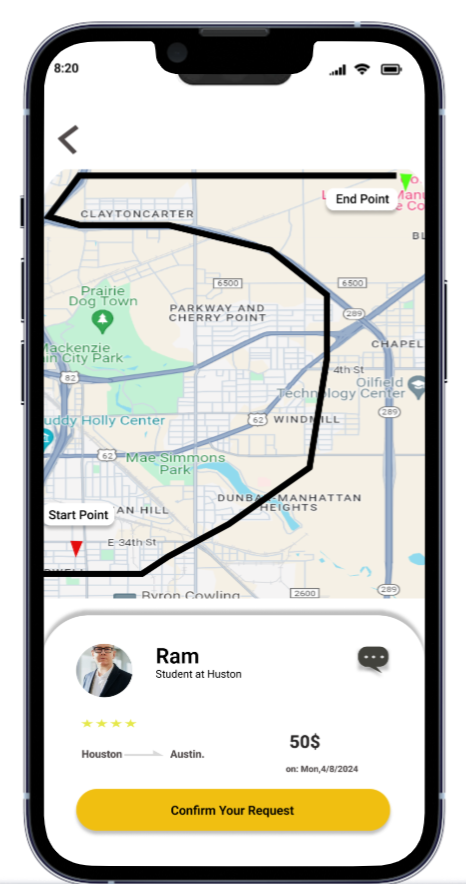 8:20
End Point
CLAYTONCARTER
6500
6500
Prairie
Dog Town
PARKWAY AND
CHERRY POINT
289
Mackenzie
in City Park
CHAPEL
82
4th St
Oilfield
Technology Center
uddy Holly Center
62
WINDMILL
289
62
Mae Simmons
Park
DUNBAR-MANHATTAN
HEIGHTS
Start Point
AN HILL
E 34th St
Byron Cowling
2600
289
Ram
Student at Huston
50$
Houston
Austin.
on: Mon,4/8/2024
Confirm Your Request